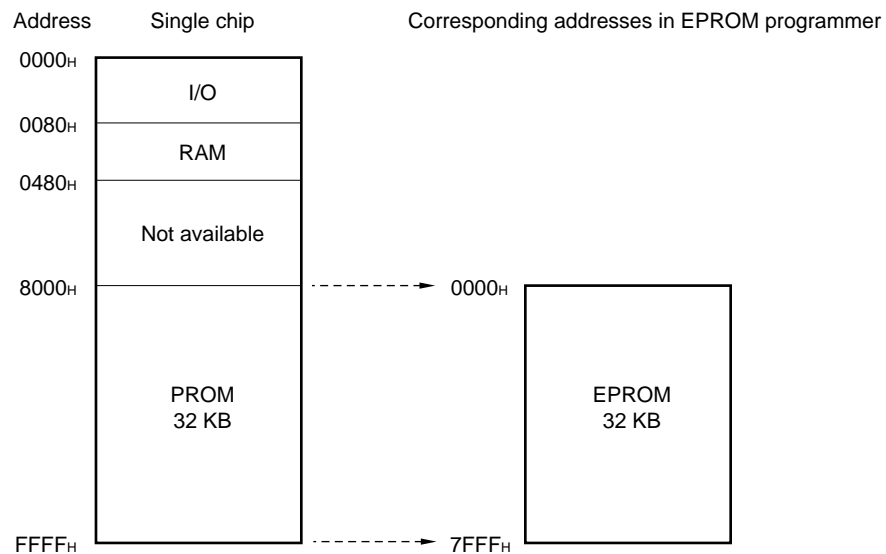 Address Single chip Corresponding addresses in EPROM programmer
0000H
I/O
0080H
RAM
0480H
Not available
8000H 0000H
PROM EPROM
32 KB 32 KB
FFFFH 7FFFH